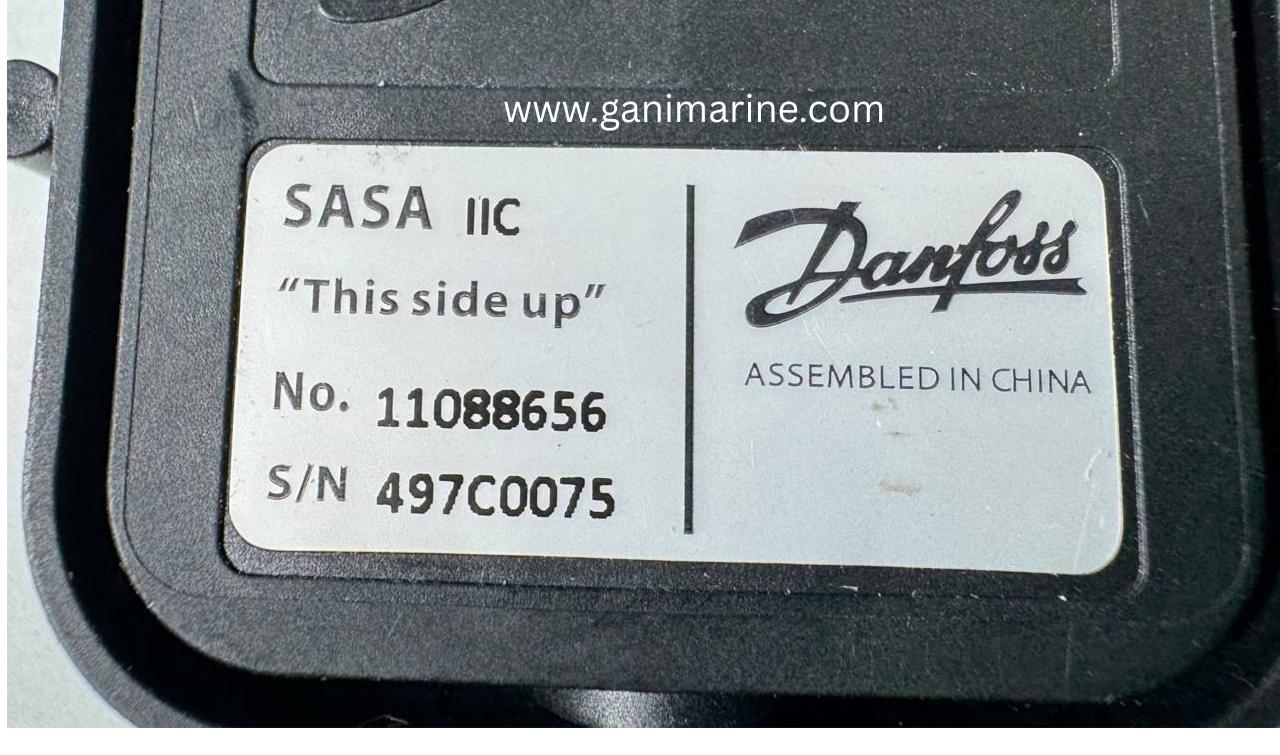 www.ganimarine.com
SASA IIC
“This side up”
No. 11088656
S/N 497C0075
Danfoss
ASSEMBLED IN CHINA